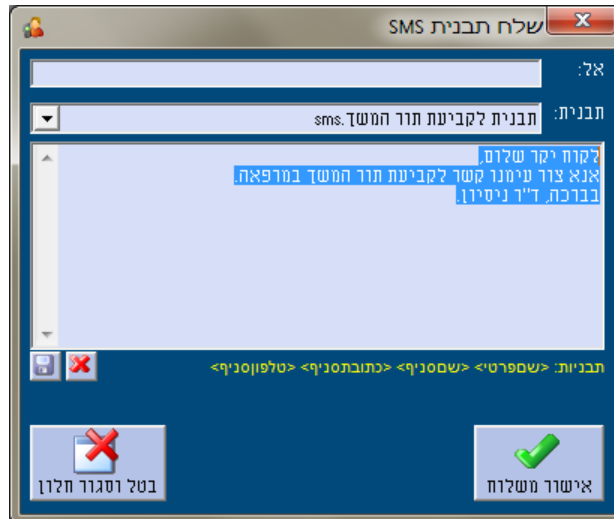 שלח תבנית SMS
אל:
תבנית: תבנית לקביעת תור המשך.sms
לקוח יקר שלום,
אנא צור עימנו קשר לקביעת תור המשך במרפאה.
בברכה, ד''ר ניסיון.
תבניות: <שםפרטי> <שםסניף> <כתובתסניף> <טלפוןסניף>
אישור משלוח
בטל וסגור חלון